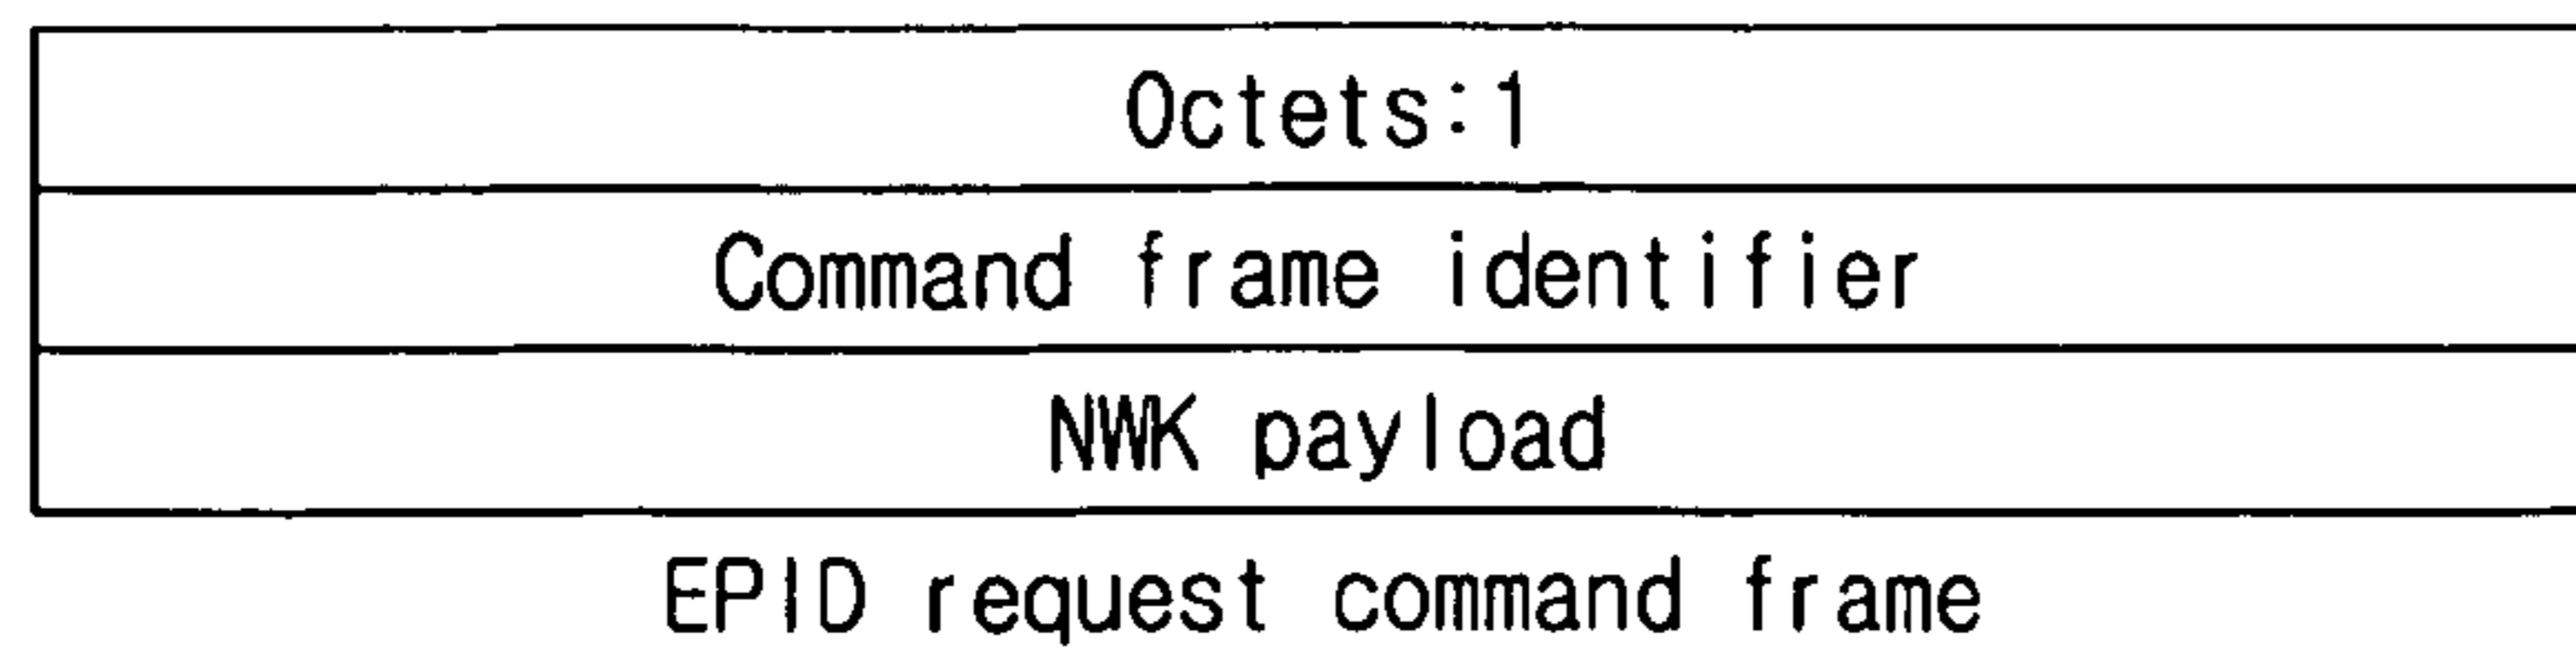 Octets:1
Command frame identifier
NWK payload
EPID request command frame